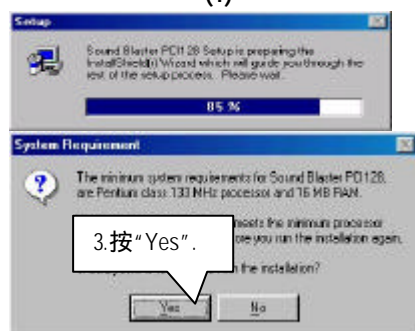 (.)
Setup
Sound Blaster PCI128 Setup is preparing the
InstallShield(r) Wizard which will guide you through the
rest of the setup process. Please wait.
85 %
System Requirement
The minimum system requirements for Sound Blaster PCI128,
are Pentium class 133 MHz processor and 16 MB RAM.
meets the minimum processor
ore you run the installation again.
3.按“Yes”.
the installation?
Yes
No